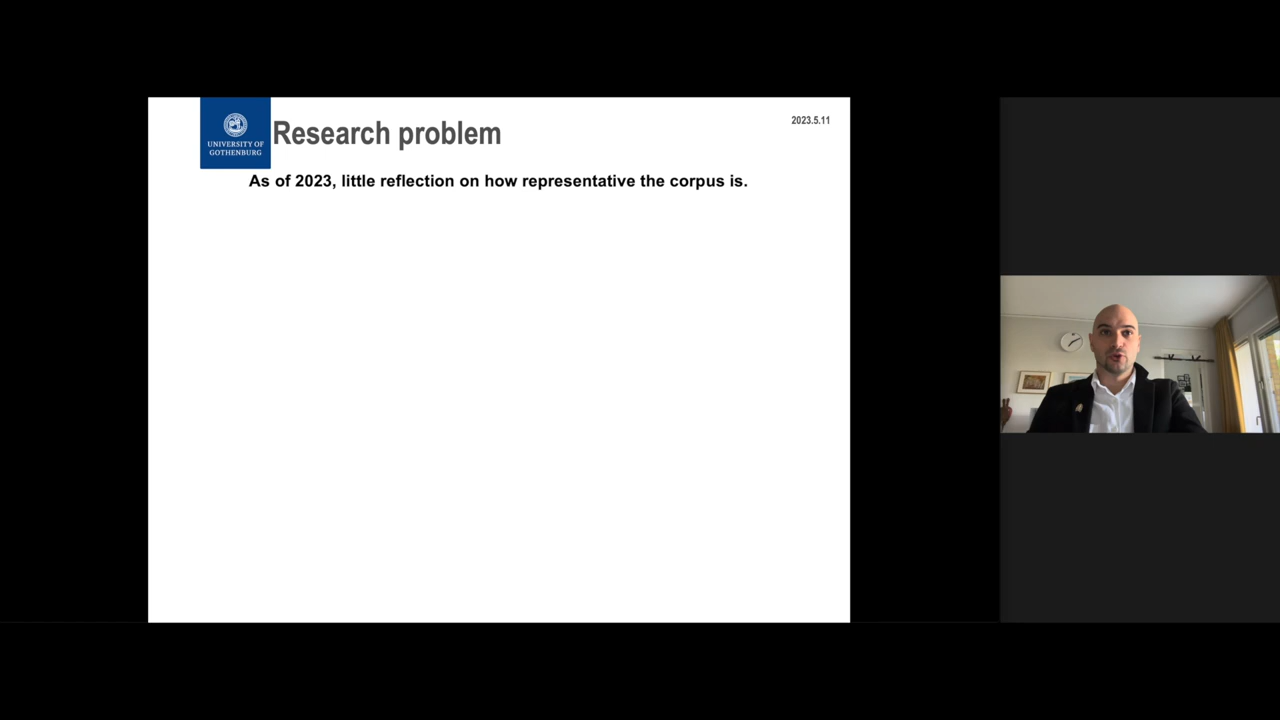 UNIVERSITY OF
GOTHENBURG
Research problem
2023.5.11
As of 2023, little reflection on how representative the corpus is.